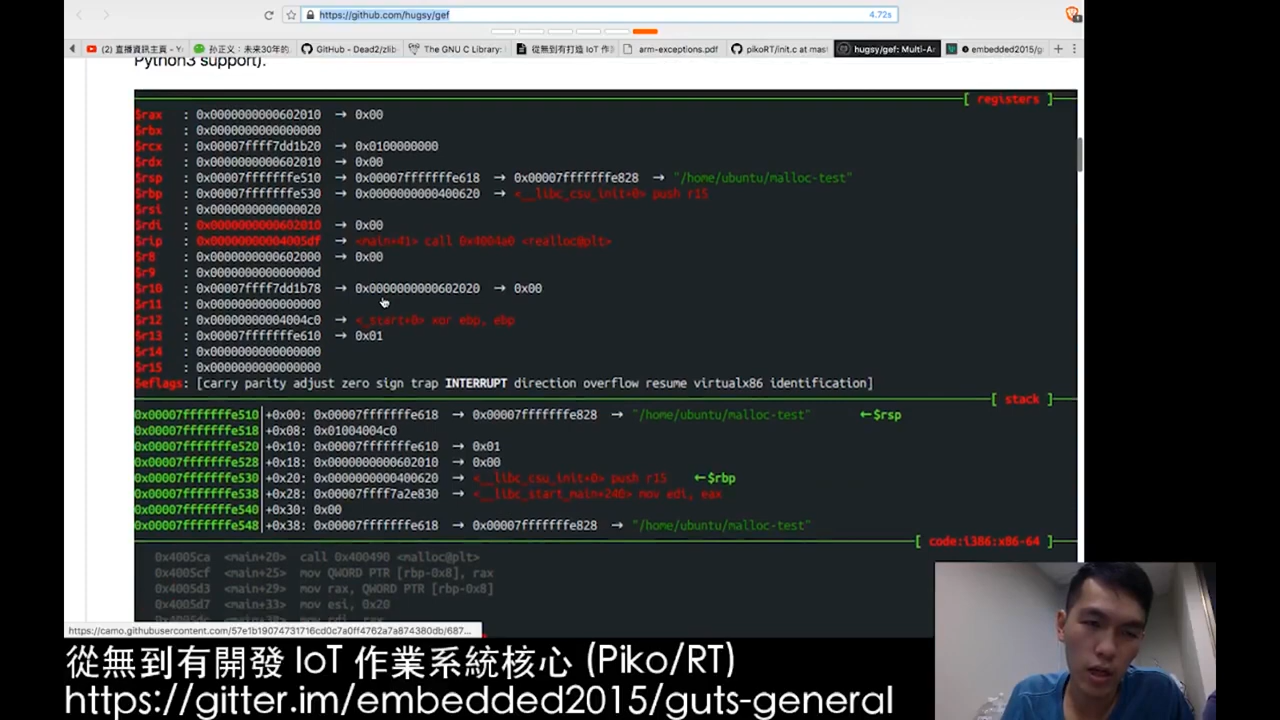 https://github.com/hugsy/gef
4.72s
(2) 直播資訊主頁 - Y
孙正义：未来30年的
GitHub - Dead2/zlib
The GNU C Library:
從無到有打造 IoT 作
arm-exceptions.pdf
pikoRT/init.c at mast
hugsy/gef: Multi-Ar
embedded2015/g
Python3 support).
[ registers ]
$rax : 0x0000000000602010 → 0x00
$rbx : 0x0000000000000000
$rcx : 0x00007ffff7dd1b20 → 0x0100000000
$rdx : 0x0000000000602010 → 0x00
$rsp : 0x00007fffffffe510 → 0x00007fffffffe618 → 0x00007fffffffe828 → "/home/ubuntu/malloc-test"
$rbp : 0x00007fffffffe530 → 0x0000000000400620 → <__libc_csu_init+0> push r15
$rsi : 0x0000000000000020
$rdi : 0x0000000000602010 → 0x00
$rip : 0x00000000004005df → <main+41> call 0x4004a0 <realloc@plt>
$r8 : 0x0000000000602000 → 0x00
$r9 : 0x000000000000000d
$r10 : 0x00007ffff7dd1b78 → 0x0000000000602020 → 0x00
$r11 : 0x0000000000000000
$r12 : 0x00000000004004c0 → <_start+0> xor ebp, ebp
$r13 : 0x00007fffffffe610 → 0x01
$r14 : 0x0000000000000000
$r15 : 0x0000000000000000
$eflags: [carry parity adjust zero sign trap INTERRUPT direction overflow resume virtualx86 identification]
[ stack ]
0x00007fffffffe510│+0x00: 0x00007fffffffe618 → 0x00007fffffffe828 → "/home/ubuntu/malloc-test" ←$rsp
0x00007fffffffe518│+0x08: 0x01004004c0
0x00007fffffffe520│+0x10: 0x00007fffffffe610 → 0x01
0x00007fffffffe528│+0x18: 0x0000000000602010 → 0x00
0x00007fffffffe530│+0x20: 0x0000000000400620 → <__libc_csu_init+0> push r15 ←$rbp
0x00007fffffffe538│+0x28: 0x00007ffff7a2e830 → <__libc_start_main+240> mov edi, eax
0x00007fffffffe540│+0x30: 0x00
0x00007fffffffe548│+0x38: 0x00007fffffffe618 → 0x00007fffffffe828 → "/home/ubuntu/malloc-test"
[ code:i386:x86-64 ]
0x4005ca <main+20> call 0x400490 <malloc@plt>
0x4005cf <main+25> mov QWORD PTR [rbp-0x8], rax
0x4005d3 <main+29> mov rax, QWORD PTR [rbp-0x8]
0x4005d7 <main+33> mov esi, 0x20
https://camo.githubusercontent.com/57e1b19074731716cd0c7a0ff4762a7a874380db/687...
從無到有開發 IoT 作業系統核心 (Piko/RT)
https://gitter.im/embedded2015/guts-general